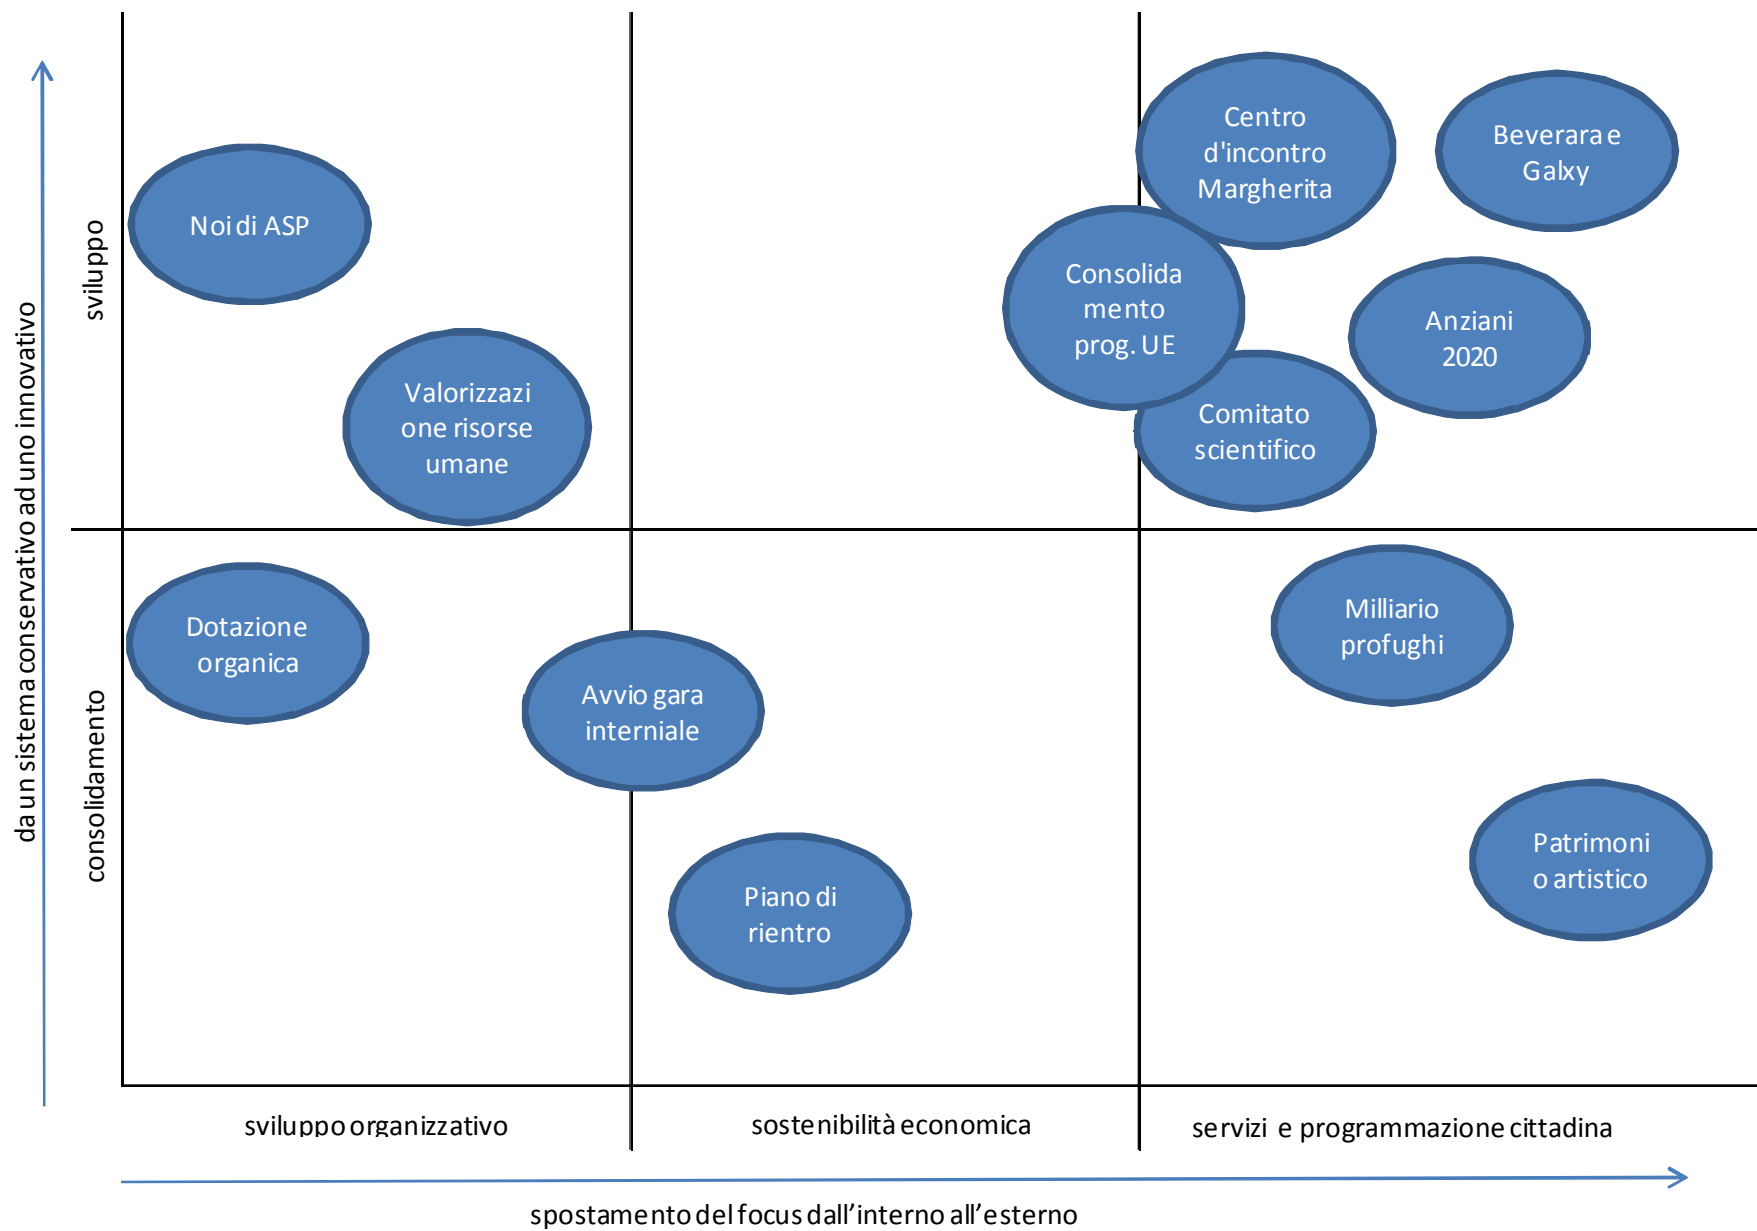 da un sistema conservativo ad uno innovativo
sviluppo
consolidamento
Noi di ASP
Valorizzazi
one risorse
umane
Centro
d'incontro
Margherita
Beverara e
Galxy
Consolida
mento
prog. UE
Anziani
2020
Comitato
scientifico
Dotazione
organica
Avvio gara
interniale
Piano di
rientro
Milliario
profughi
Patrimoni
o artistico
sviluppo organizzativo
sostenibilità economica
servizi e programmazione cittadina
spostamento del focus dall'interno all'esterno